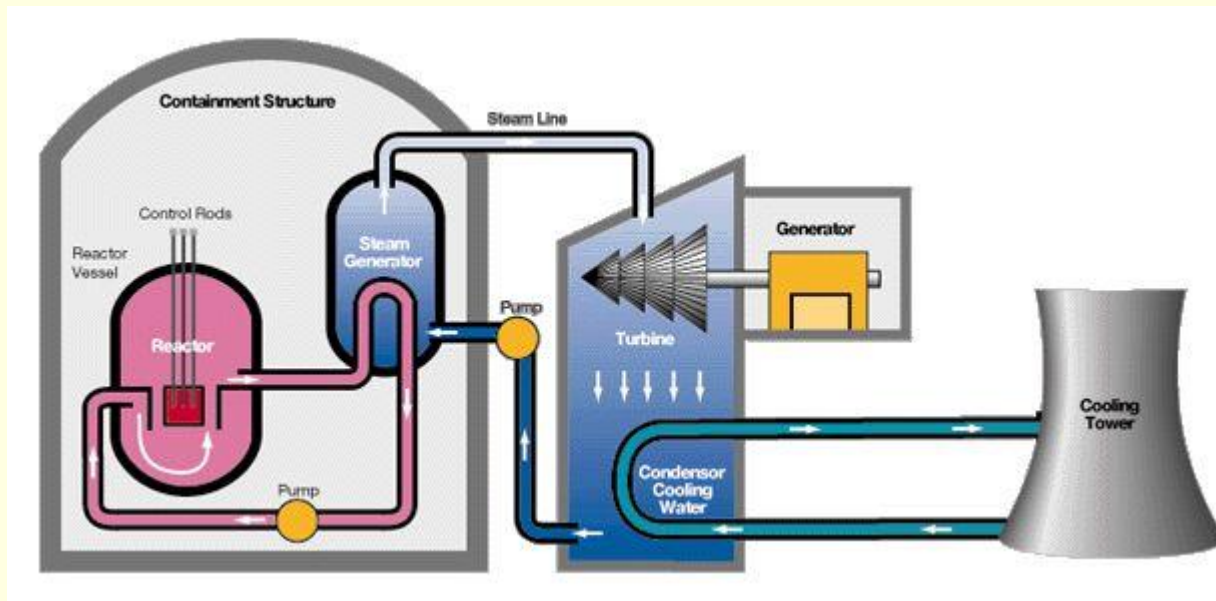 Containment Structure
Steam Line
Control Rods
Reactor
Vessel
Steam
Generator
Generator
Pump
Reactor
Turbine
Pump
Condensor
Cooling
Water
Cooling
Tower